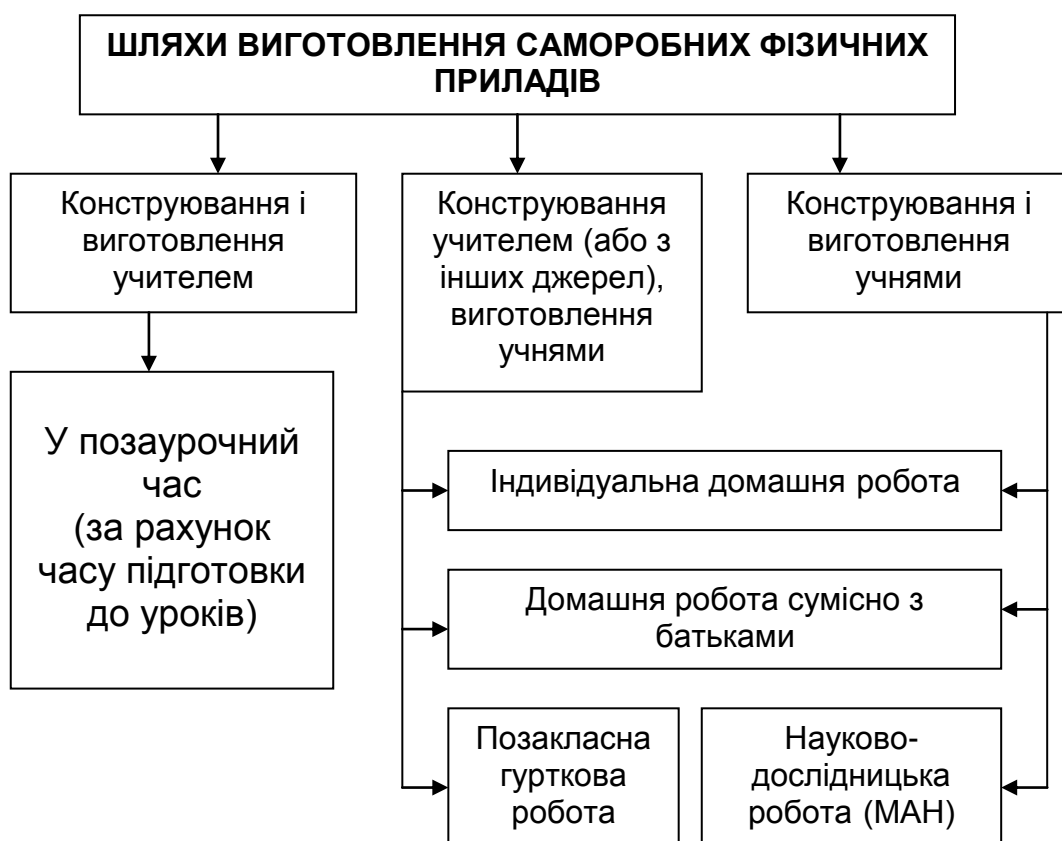 ШЛЯХИ ВИГОТОВЛЕННЯ САМОРОБНИХ ФІЗИЧНИХ
ПРИЛАДІВ
Конструювання і
виготовлення
учителем
Конструювання
учителем (або з
інших джерел),
виготовлення
учнями
Конструювання і
виготовлення
учнями
У позаурочний
час
(за рахунок
часу підготовки
до уроків)
Індивідуальна домашня робота
Домашня робота сумісно з
батьками
Позакласна
гурткова
робота
Науково-
дослідницька
робота (МАН)